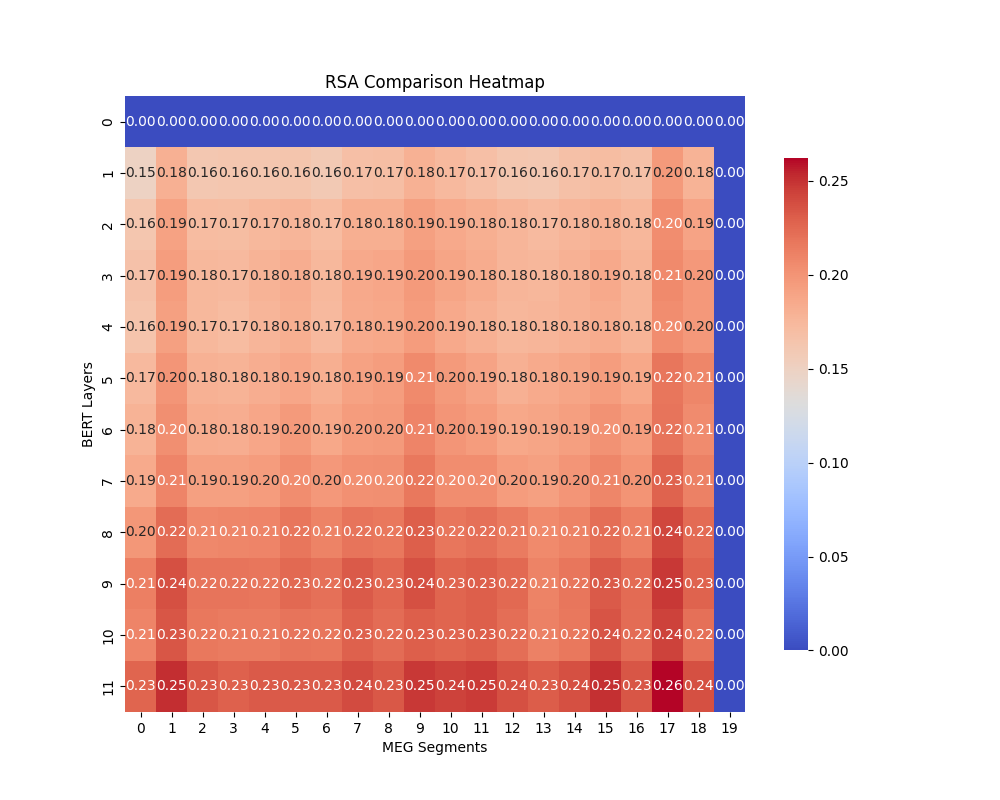 RSA Comparison Heatmap
0 0.00 0.00 0.00 0.00 0.00 0.00 0.00 0.00 0.00 0.00 0.00 0.00 0.00 0.00 0.00 0.00 0.00 0.00 0.00 0.00
1 0.15 0.18 0.16 0.16 0.16 0.16 0.16 0.17 0.17 0.18 0.17 0.17 0.16 0.16 0.17 0.17 0.17 0.20 0.18 0.00
2 0.16 0.19 0.17 0.17 0.17 0.18 0.17 0.18 0.18 0.19 0.19 0.18 0.18 0.17 0.18 0.18 0.18 0.20 0.19 0.00
3 0.17 0.19 0.18 0.17 0.18 0.18 0.18 0.19 0.19 0.20 0.19 0.18 0.18 0.18 0.18 0.19 0.18 0.21 0.20 0.00
4 0.16 0.19 0.17 0.17 0.18 0.18 0.17 0.18 0.19 0.20 0.19 0.18 0.18 0.18 0.18 0.18 0.18 0.20 0.20 0.00
5 0.17 0.20 0.18 0.18 0.18 0.19 0.18 0.19 0.19 0.21 0.20 0.19 0.18 0.18 0.19 0.19 0.19 0.22 0.21 0.00
6 0.18 0.20 0.18 0.18 0.19 0.20 0.19 0.20 0.20 0.21 0.20 0.19 0.19 0.19 0.19 0.20 0.19 0.22 0.21 0.00
7 0.19 0.21 0.19 0.19 0.20 0.20 0.20 0.20 0.20 0.22 0.20 0.20 0.20 0.19 0.20 0.21 0.20 0.23 0.21 0.00
8 0.20 0.22 0.21 0.21 0.21 0.22 0.21 0.22 0.22 0.23 0.22 0.22 0.21 0.21 0.21 0.22 0.21 0.24 0.22 0.00
9 0.21 0.24 0.22 0.22 0.22 0.23 0.22 0.23 0.23 0.24 0.23 0.23 0.22 0.21 0.22 0.23 0.22 0.25 0.23 0.00
10 0.21 0.23 0.22 0.21 0.21 0.22 0.22 0.23 0.22 0.23 0.23 0.23 0.22 0.21 0.22 0.24 0.22 0.24 0.22 0.00
11 0.23 0.25 0.23 0.23 0.23 0.23 0.23 0.24 0.23 0.25 0.24 0.25 0.24 0.23 0.24 0.25 0.23 0.26 0.24 0.00
0 1 2 3 4 5 6 7 8 9 10 11 12 13 14 15 16 17 18 19
MEG Segments
BERT Layers
0.25
0.20
0.15
0.10
0.05
0.00